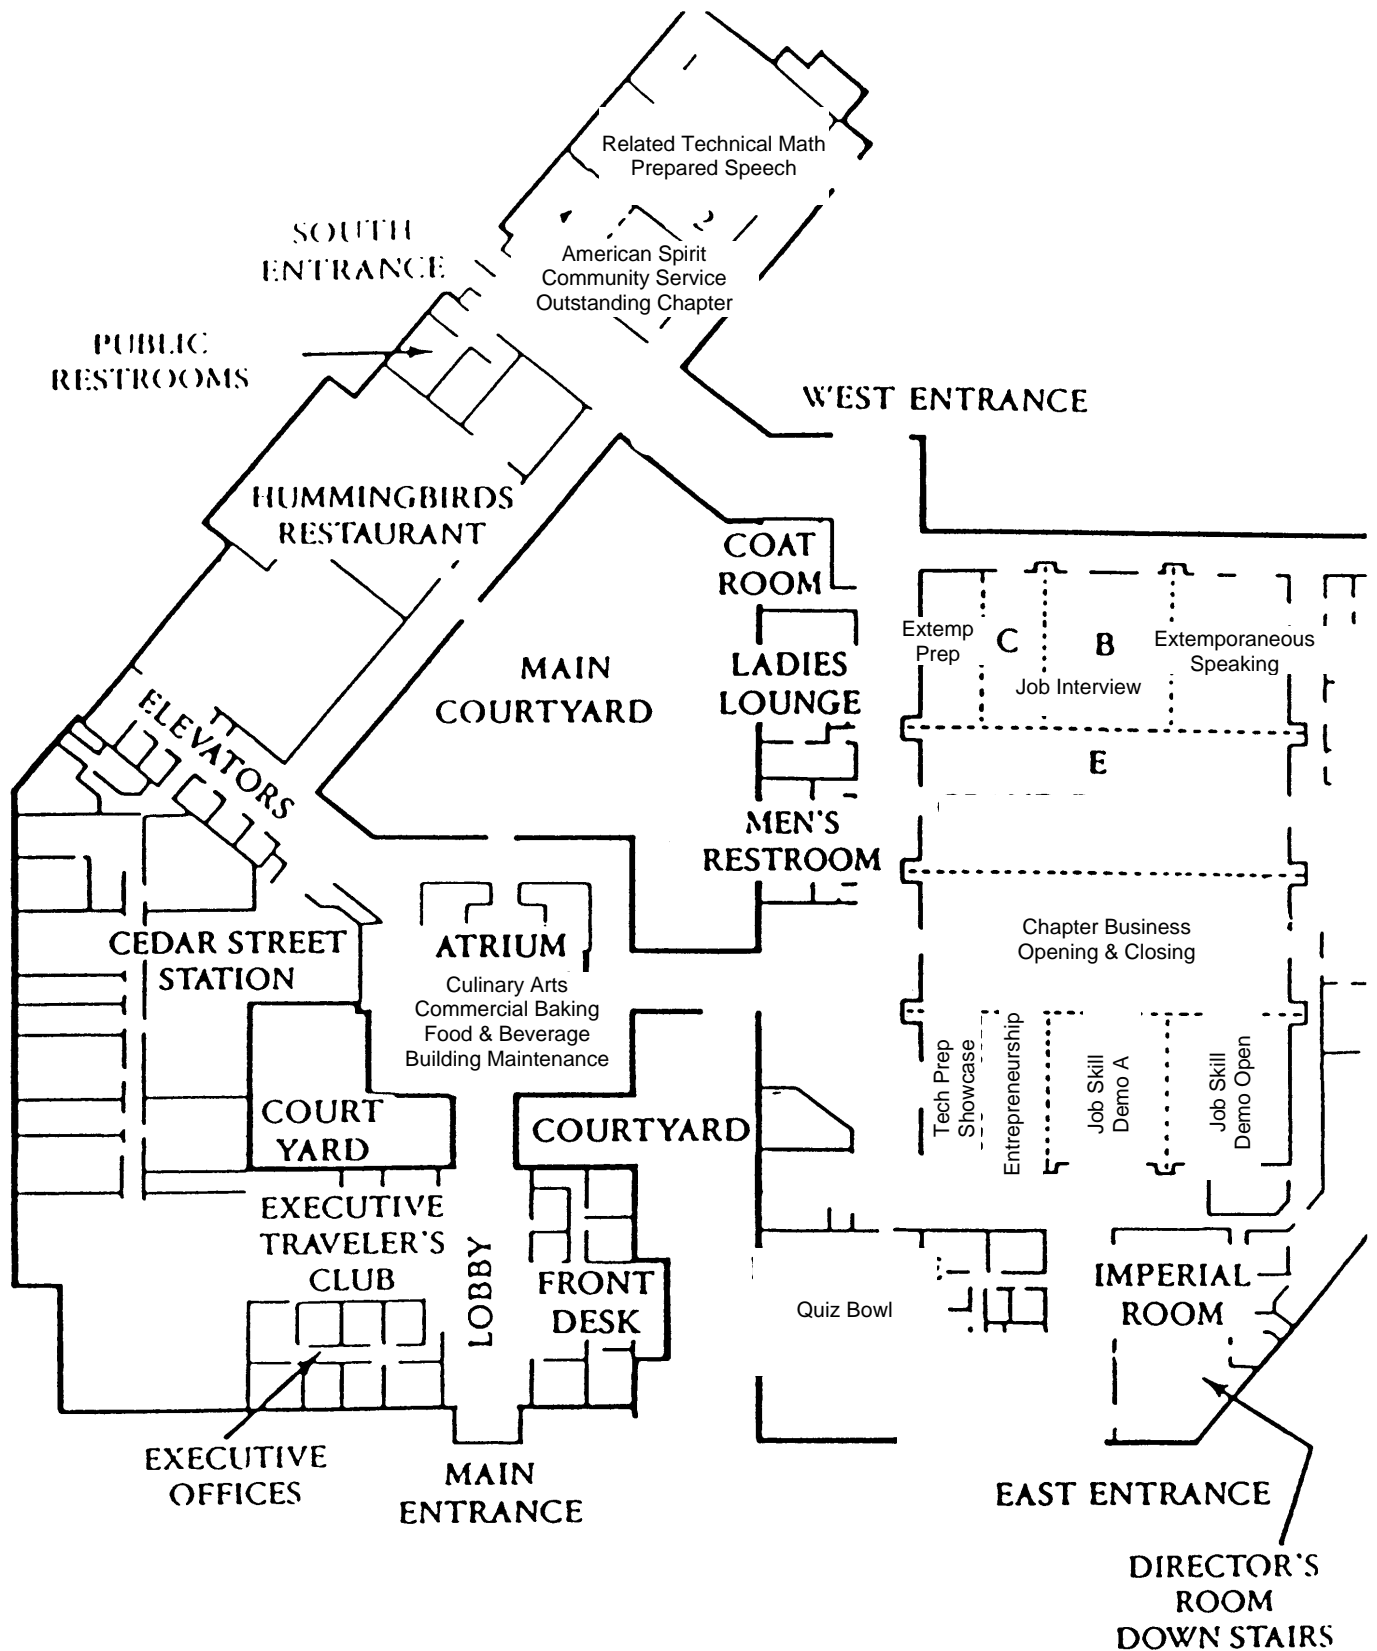 Related Technical Math
Prepared Speech
2
SOUTH
ENTRANCE
American Spirit
Community Service
Outstanding Chapter
PUBLIC
RESTROOMS
WEST ENTRANCE
HUMMINGBIRDS
RESTAURANT
COAT
ROOM
Extemp
Prep
C
B
Extemporaneous
Speaking
Job Interview
MAIN
COURTYARD
LADIES
LOUNGE
ELEVATORS
E
MEN'S
RESTROOM
CEDAR STREET
STATION
ATRIUM
Culinary Arts
Commercial Baking
Food & Beverage
Building Maintenance
Chapter Business
Opening & Closing
Tech Prep
Showcase
Entrepreneurship
Job Skill
Demo A
Job Skill
Demo Open
COURT
YARD
COURTYARD
EXECUTIVE
TRAVELER'S
CLUB
LOBBY
FRONT
DESK
Quiz Bowl
IMPERIAL
ROOM
EXECUTIVE
OFFICES
MAIN
ENTRANCE
EAST ENTRANCE
DIRECTOR'S
ROOM
DOWN STAIRS